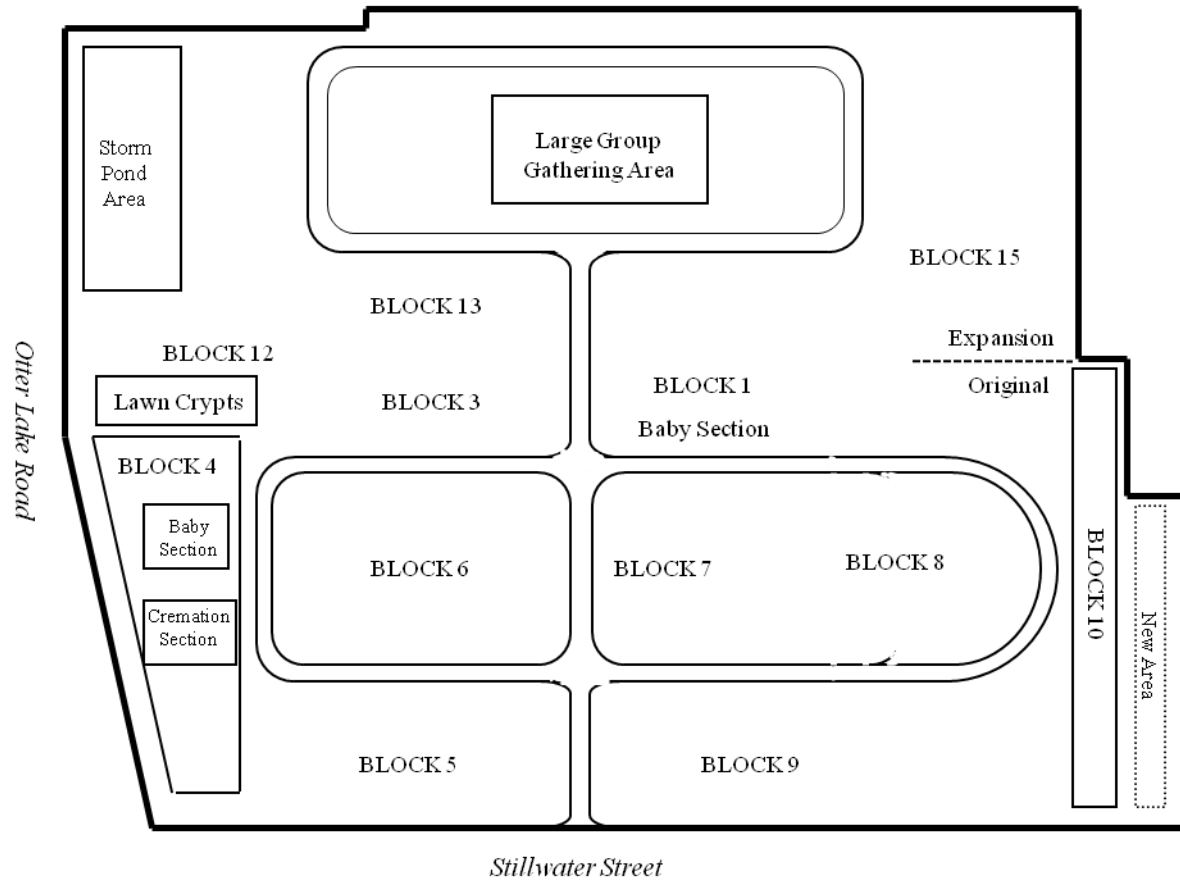 Storm
Pond
Area
Large Group
Gathering Area
BLOCK 15
BLOCK 13
Expansion
BLOCK 12
Original
BLOCK 1
Lawn Crypts
BLOCK 3
Baby Section
Otter Lake Road
BLOCK 4
Baby
Section
BLOCK 6
BLOCK 7
BLOCK 8
BLOCK 10
Cremation
Section
New Area
BLOCK 5
BLOCK 9
Stillwater Street